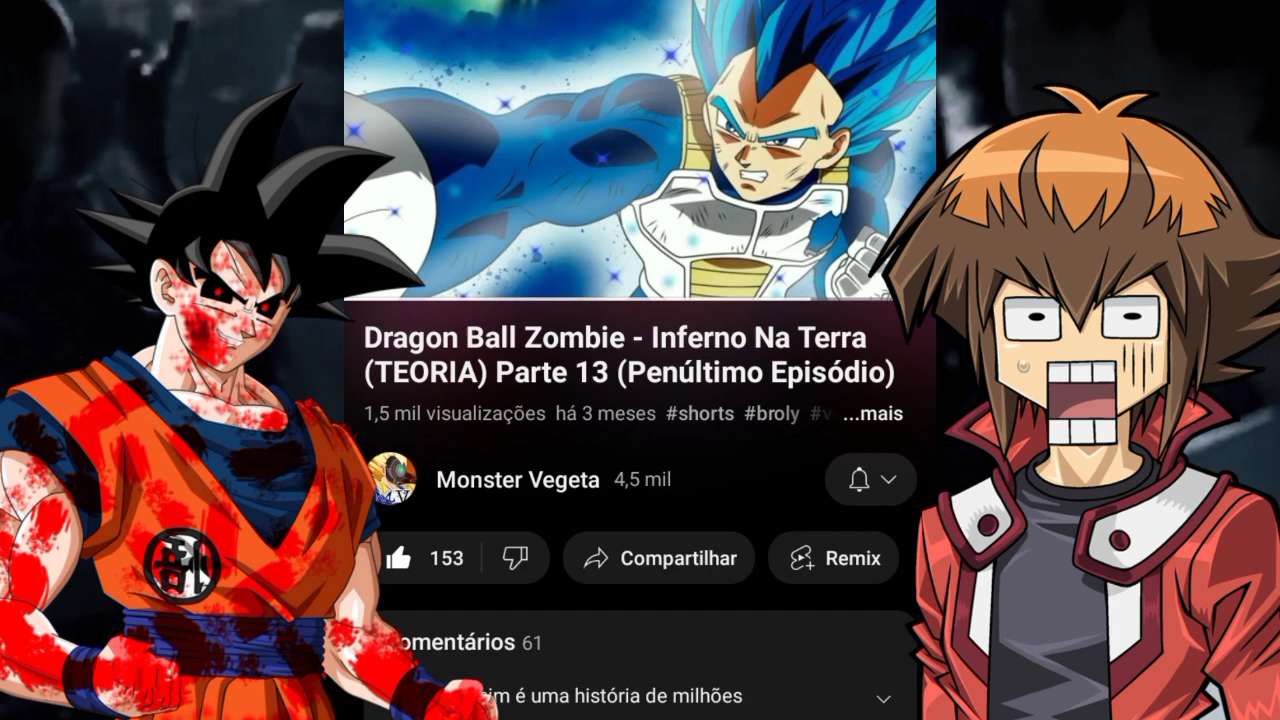 Dragon Ball Zombie - Inferno Na Terra
(TEORIA) Parte 13 (Penúltimo Episódio)
1,5 mil visualizações há 3 meses #shorts #broly ...mais
Monster Vegeta 4,5 mil
153 Compartilhar Remix
omentários 61
é uma história de milhões